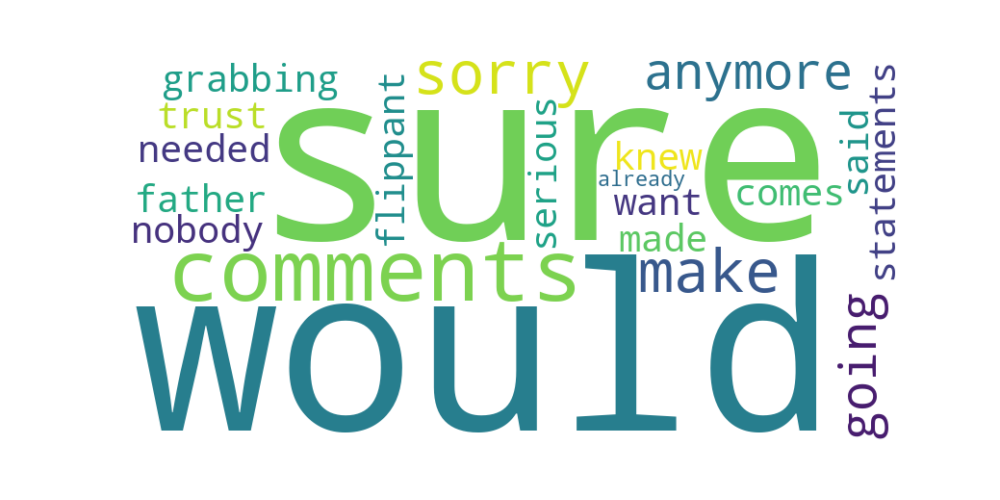 grabbing
sorry
anymore
trust
sure
flippant
serious
said
statements
needed
knew
already
father
want
comes
nobody
made
comments
make
would
going